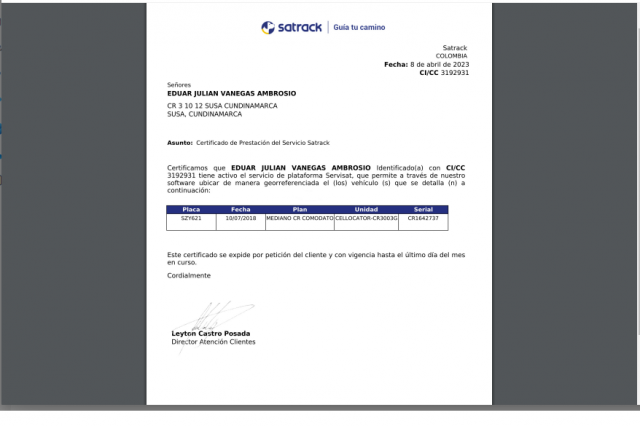 satrack Guía tu camino
Satrack
COLOMBIA
Fecha: 8 de abril de 2023
CI/CC 3192931
Señores
EDUAR JULIAN VANEGAS AMBROSIO
CR 3 10 12 SUSA CUNDINAMARCA
SUSA, CUNDINAMARCA
Asunto: Certificado de Prestación del Servicio Satrack
Certificamos que EDUAR JULIAN VANEGAS AMBROSIO Identificado(a) con CI/CC
3192931 tiene activo el servicio de plataforma Servisat, que permite a través de nuestro
software ubicar de manera georreferenciada el (los) vehículo (s) que se detalla (n) a
continuación:
Placa Fecha Plan Unidad Serial
SZY621 10/07/2018 MEDIANO CR COMODATO CELLOCATOR-CR3003G CR1642737
Este certificado se expide por petición del cliente y con vigencia hasta el último día del mes
en curso.
Cordialmente
Leyton Castro Posada
Director Atención Clientes